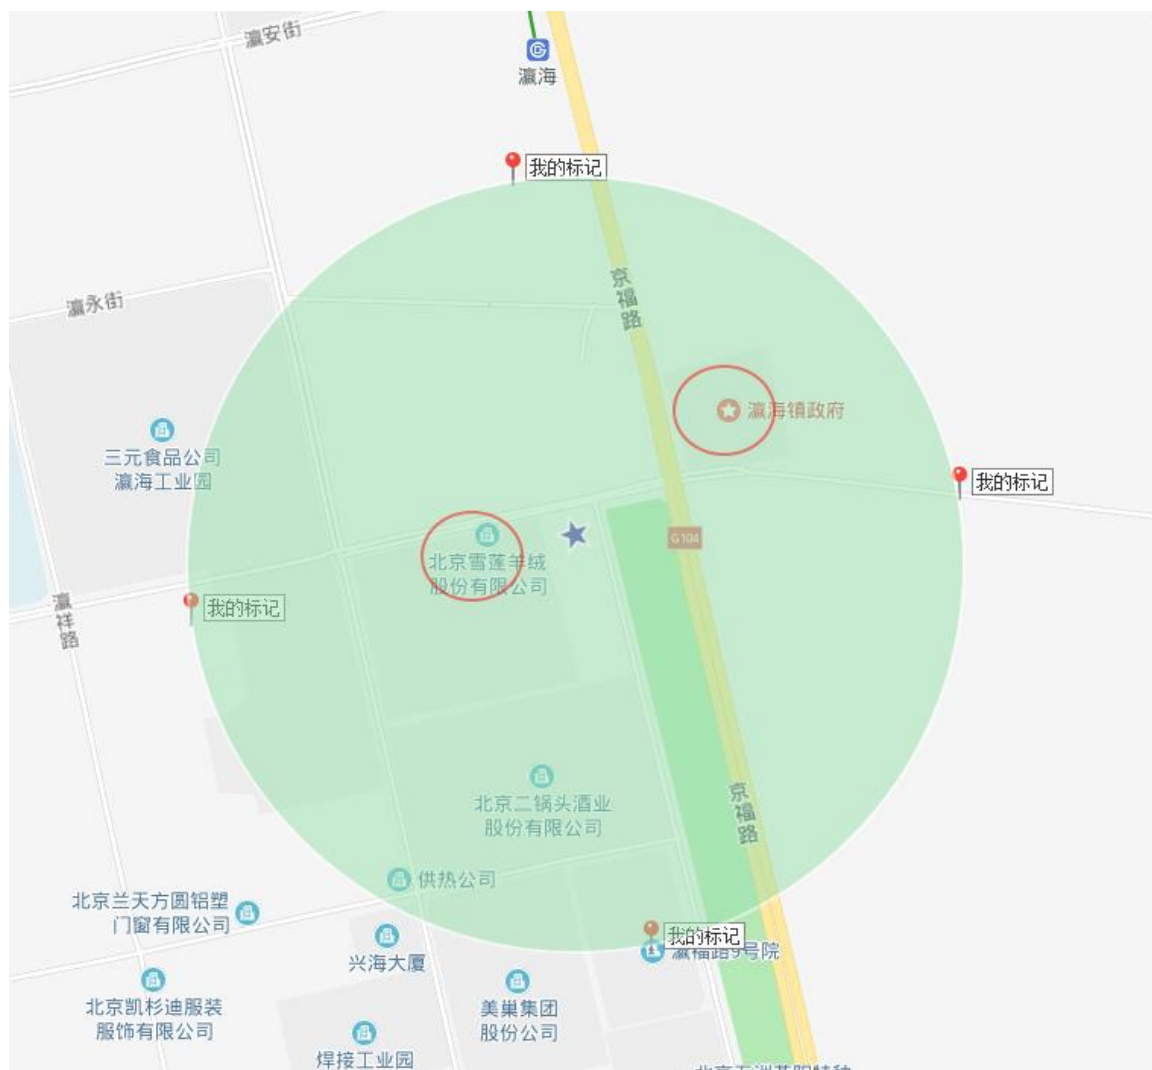 瀛安街
瀛海
我的标记
京福路
瀛永街
瀛海镇政府
三元食品公司
瀛海工业园
我的标记
G104
北京雪莲羊绒
股份有限公司
瀛祥路
我的标记
北京二锅头酒业
股份有限公司
京福路
供热公司
北京兰天方圆铝塑
门窗有限公司
我的标记
瀛福路9号院
兴海大厦
北京凯杉迪服装
服饰有限公司
美巢集团
股份公司
焊接工业园